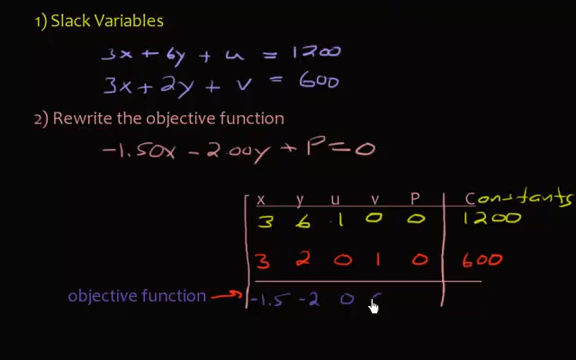 1) Slack Variables
3x + 6y + u = 1200
3x + 2y + v = 600
2) Rewrite the objective function
-1.50x - 2.00y + P = 0
x y u v P Constants
3 6 1 0 0 1200
3 2 0 1 0 600
objective function -1.5 -2 0